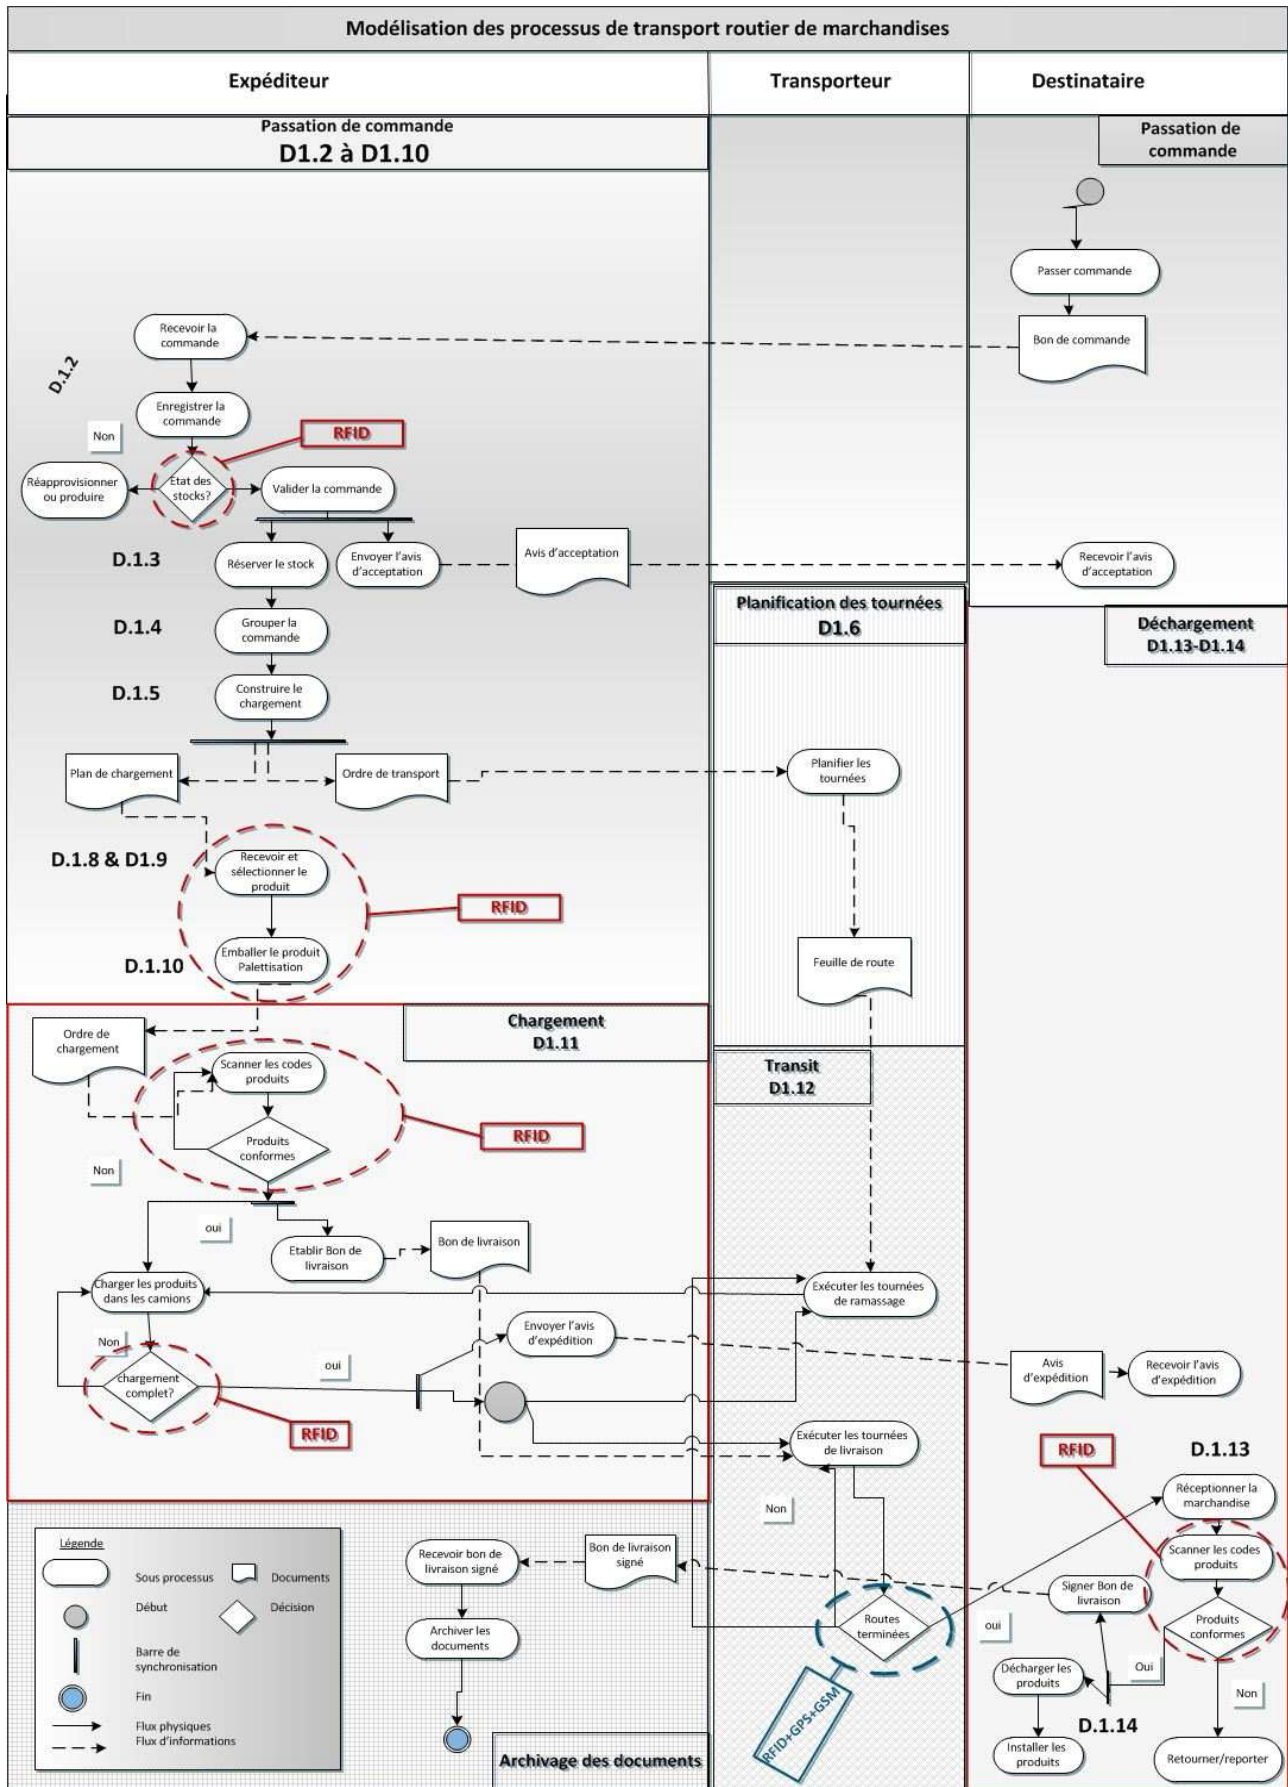 Modélisation des processus de transport routier de marchandises
Expéditeur
Transporteur
Destinataire
Passation de commande
D1.2 à D1.10
Passation de
commande
Passer commande
Bon de commande
Recevoir la
commande
D.1.2
Enregistrer la
commande
Non
RFID
Etat des
stocks?
Réapprovisionner
ou produire
Valider la commande
D.1.3
Réserver le stock
Envoyer l'avis
d'acceptation
Avis d'acceptation
Recevoir l'avis
d'acceptation
Planification des tournées
D1.6
Déchargement
D1.13-D1.14
D.1.4
Grouper la
commande
D.1.5
Construire le
chargement
Plan de chargement
Ordre de transport
Planifier les
tournées
D.1.8 & D1.9
Recevoir et
sélectionner le
produit
RFID
D.1.10
Emballer le produit
Palettisation
Feuille de route
Chargement
D1.11
Ordre de
chargement
Scanner les codes
produits
Transit
D1.12
RFID
Produits
conformes
Non
oui
Etablir Bon de
livraison
Bon de livraison
Charger les produits
dans les camions
Exécuter les tournées
de ramassage
Non
Envoyer l'avis
d'expédition
oui
Avis
d'expédition
Recevoir l'avis
d'expédition
chargement
complet?
RFID
Exécuter les tournées
de livraison
RFID
D.1.13
Réceptionner la
marchandise
Non
Légende
Sous processus
Documents
Début
Décision
Barre de
synchronisation
Fin
Flux physiques
Flux d'informations
Recevoir bon de
livraison signé
Bon de livraison
signé
Scanner les codes
produits
Signer Bon de
livraison
Archiver les
documents
Routes
terminées
oui
Produits
conformes
Oui
Décharger les
produits
Non
D.1.14
RFID+GPS+GSM
Installer les
produits
Retourner/reporter
Archivage des documents